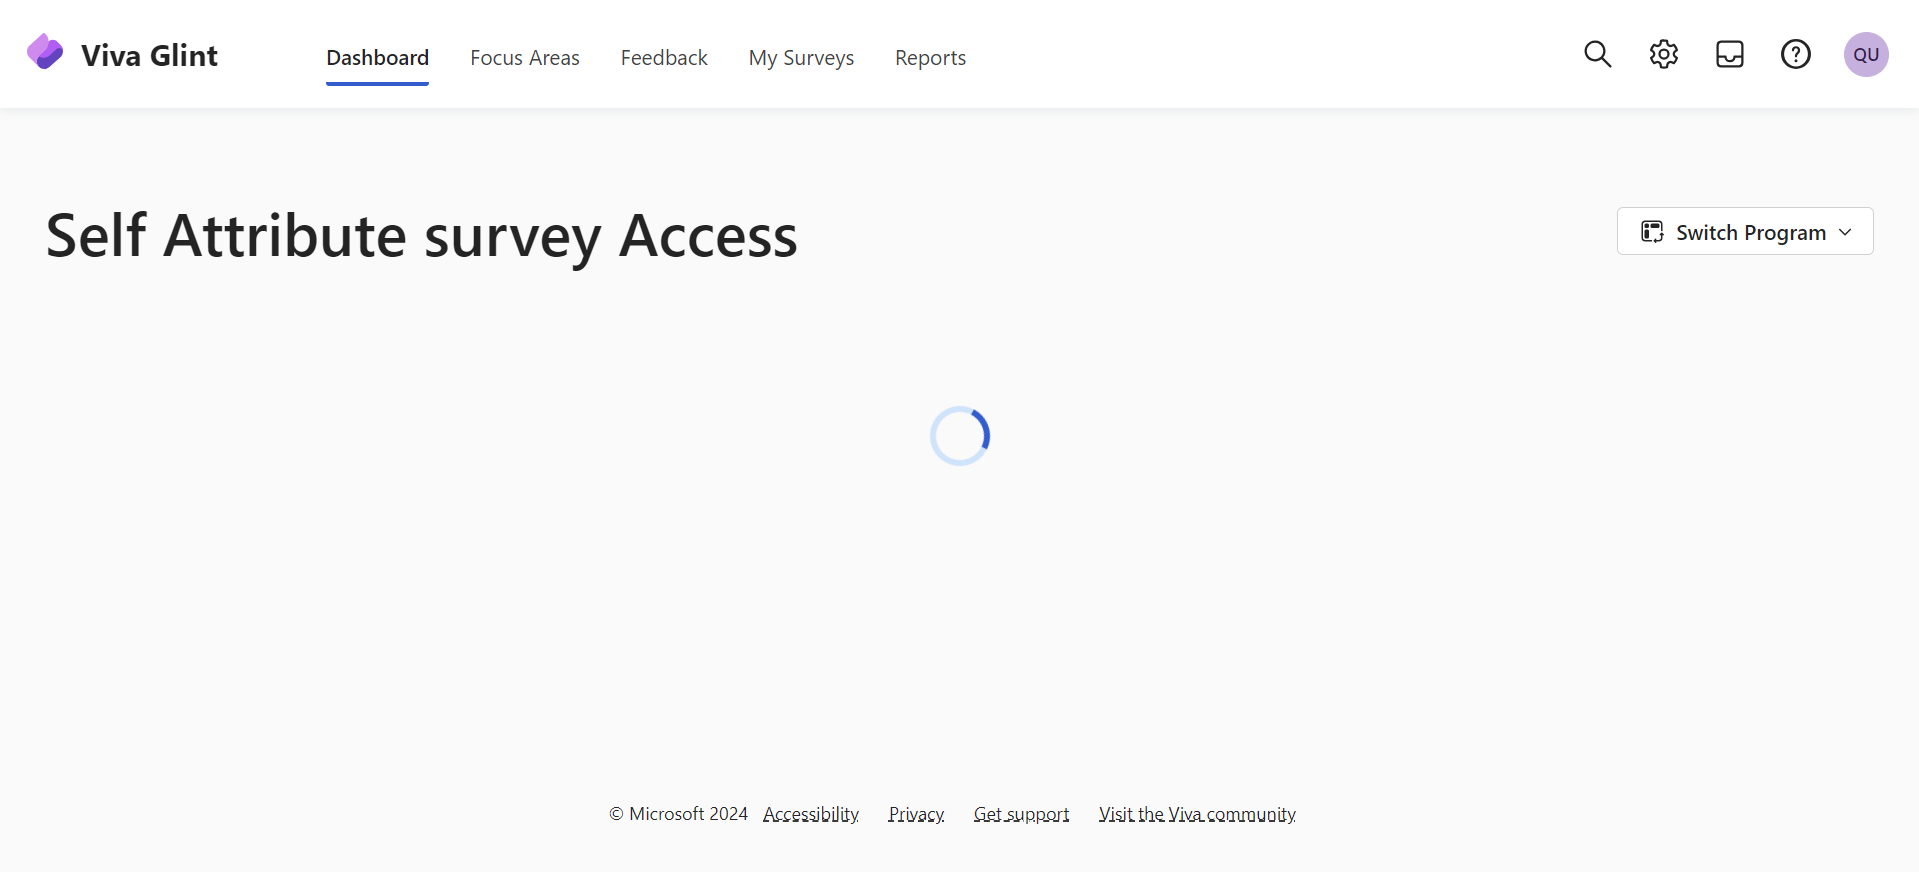 Viva Glint
Dashboard
Focus Areas
Feedback
My Surveys
Reports
QU
Self Attribute survey Access
Switch Program
© Microsoft 2024 Accessibility Privacy Get support Visit the Viva community